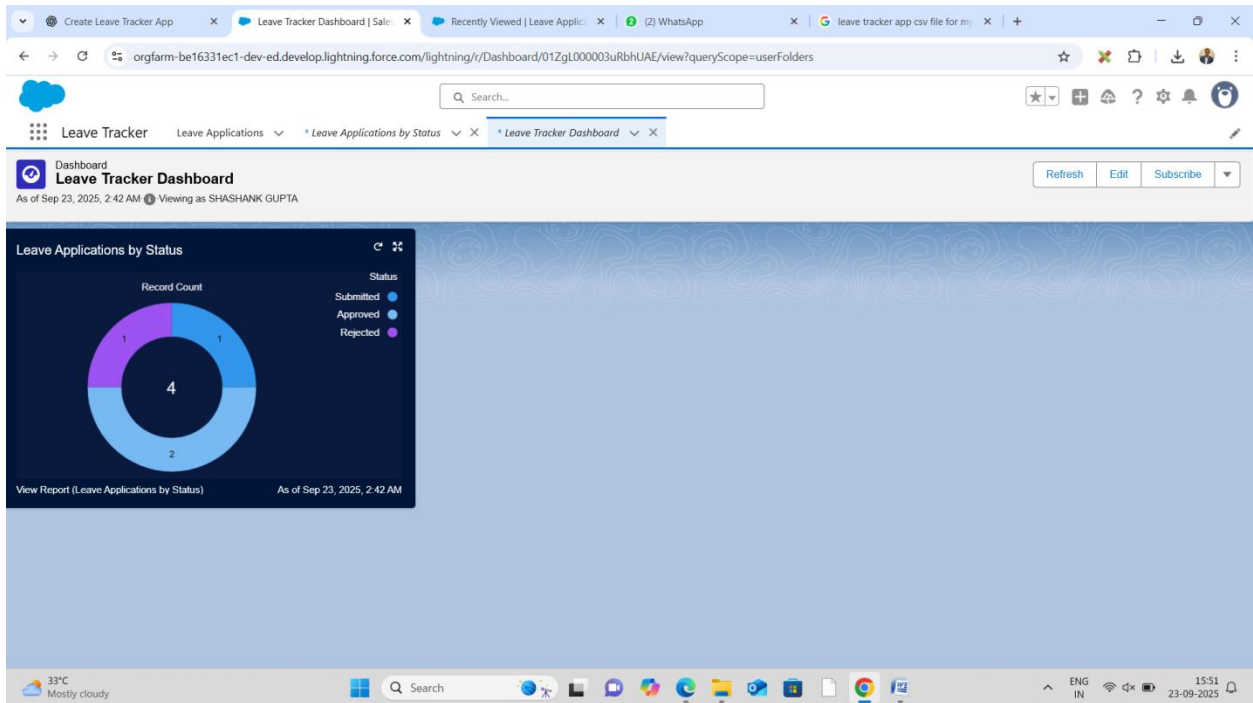 Create Leave Tracker App
Leave Tracker Dashboard | Sale
Recently Viewed | Leave Applic
(2) WhatsApp
leave tracker app csv file for m
orgfarm-be16331ec1-dev-ed.develop.lightning.force.com/lightning/r/Dashboard/01ZgL000003uRbhUAE/view?queryScope=userFolders
Search...
Leave Tracker
Leave Applications
* Leave Applications by Status
* Leave Tracker Dashboard
Dashboard
Leave Tracker Dashboard
As of Sep 23, 2025, 2:42 AM Viewing as SHASHANK GUPTA
Refresh
Edit
Subscribe
Leave Applications by Status
Record Count
Status
Submitted
Approved
Rejected
1
1
4
2
View Report (Leave Applications by Status)
As of Sep 23, 2025, 2:42 AM
33°C
Mostly cloudy
Search
ENG
IN
15:51
23-09-2025